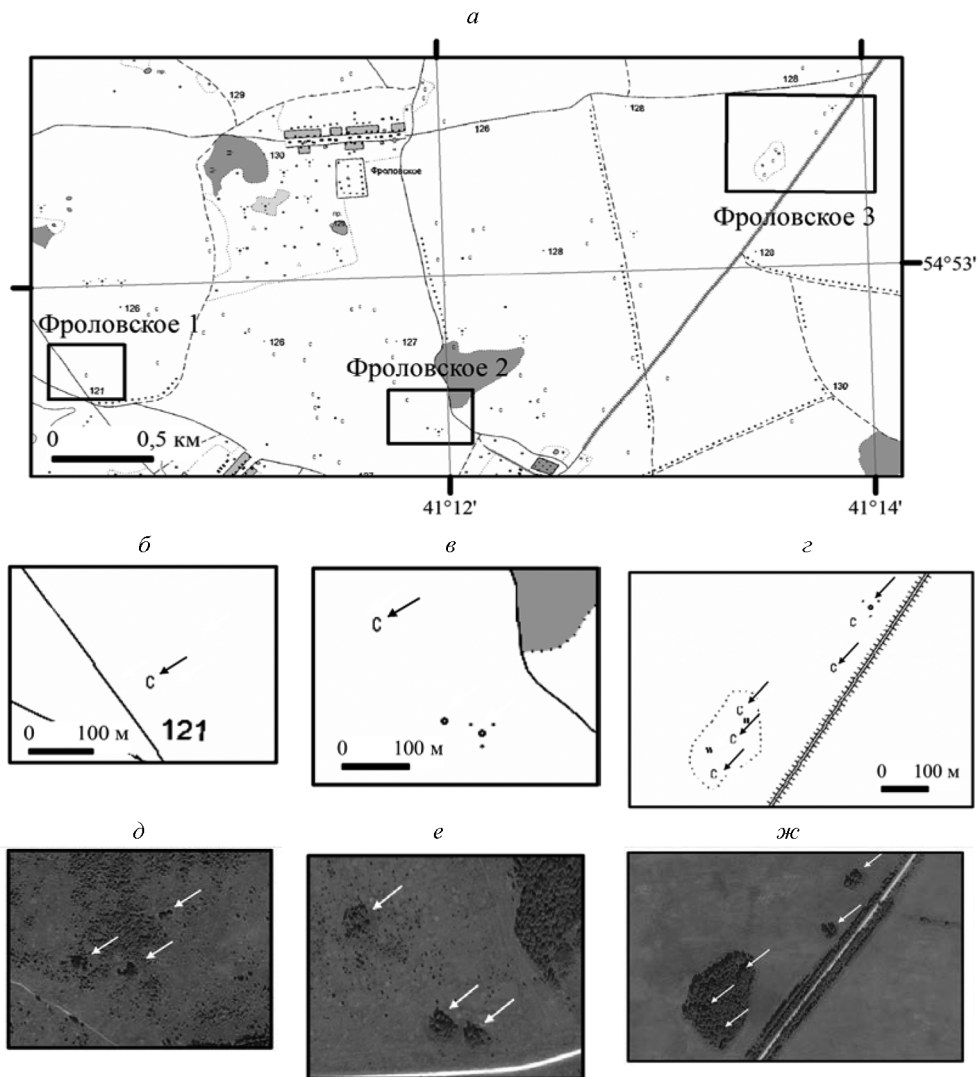 а
128
129
128
126
130
Фроловское
пр.
128
Фроловское 3
128
54°53'
126
Фроловское 1
126
127
Фроловское 2
121
130
0 0,5 км
41°12'
41°14'
б
в
г
0 100 м
121
0 100 м
0 100 м
д
е
ж